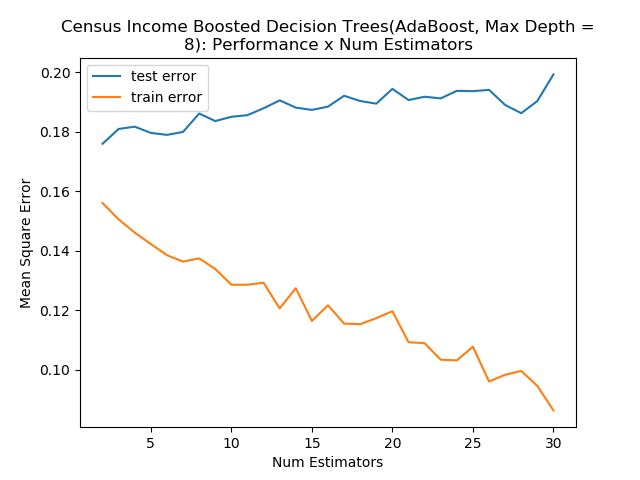 Census Income Boosted Decision Trees(AdaBoost, Max Depth =
8): Performance x Num Estimators
test error
train error
Mean Square Error
0.20
0.18
0.16
0.14
0.12
0.10
5
10
15
20
25
30
Num Estimators